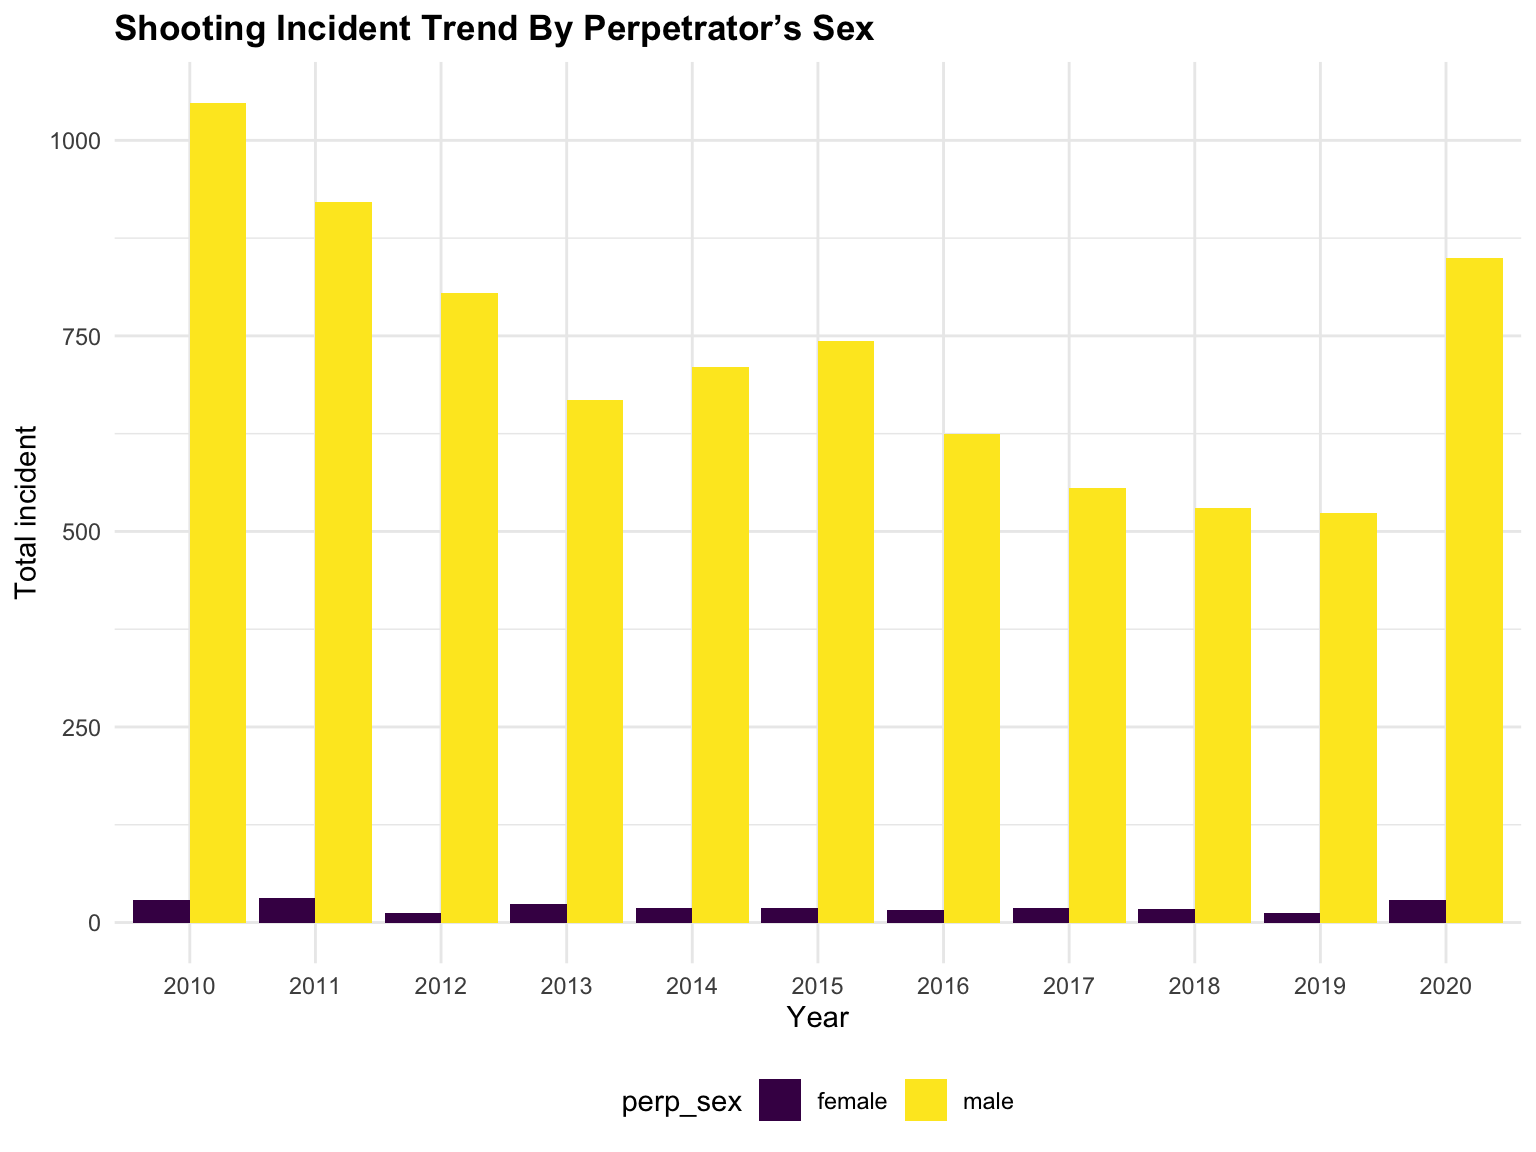 Shooting Incident Trend By Perpetrator’s Sex
Total incident
1000
750
500
250
0
2010 2011 2012 2013 2014 2015 2016 2017 2018 2019 2020
Year
perp_sex female male